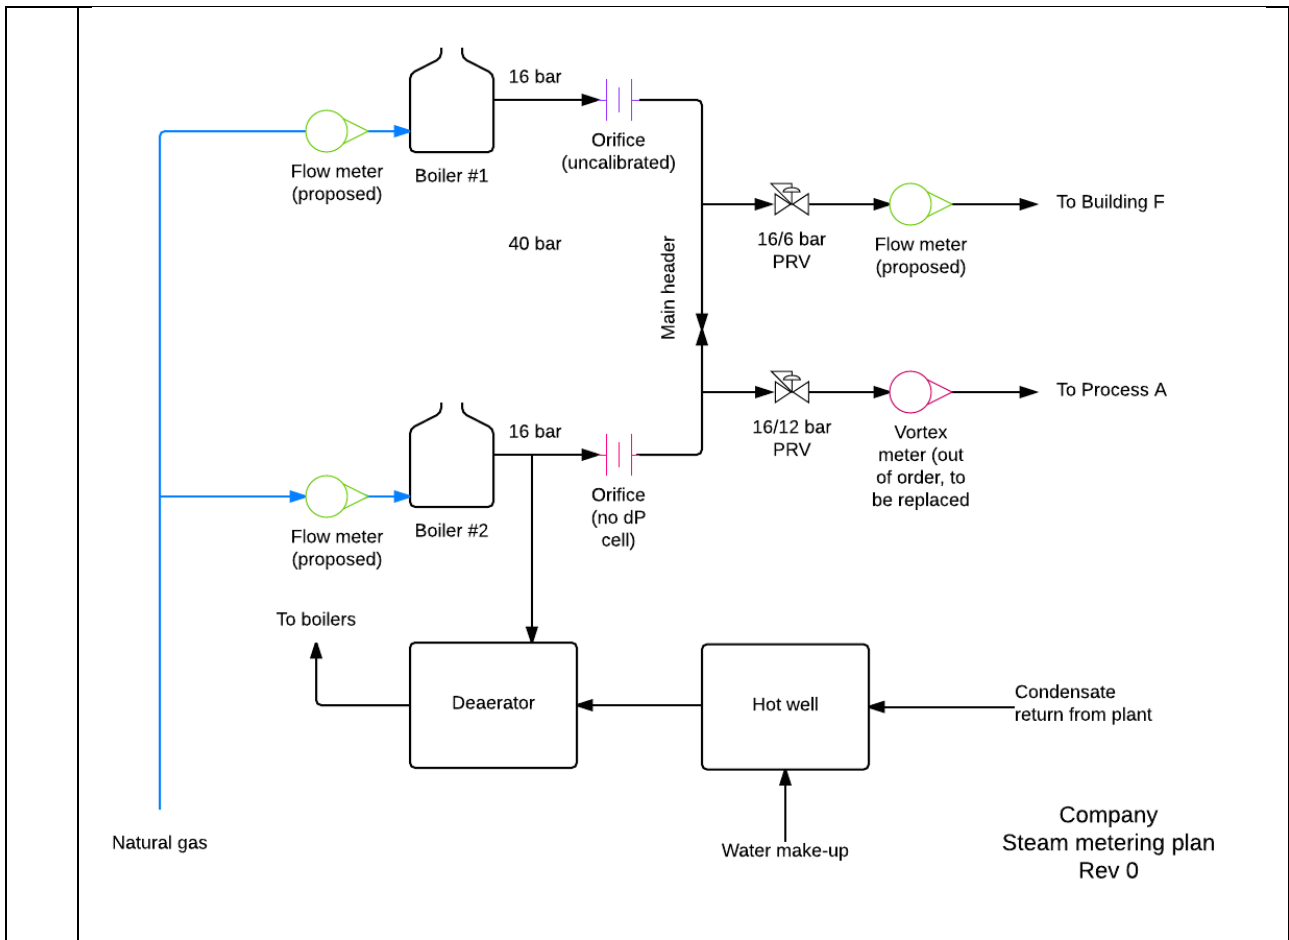 16 bar
Orifice
(uncalibrated)
Flow meter
(proposed)
Boiler #1
To Building F
16/6 bar
PRV
Flow meter
(proposed)
40 bar
Main header
To Process A
16/12 bar
PRV
Vortex
meter (out
of order, to
be replaced
16 bar
Orifice
(no dP
cell)
Flow meter
(proposed)
Boiler #2
To boilers
Deaerator
Hot well
Condensate
return from plant
Natural gas
Water make-up
Company
Steam metering plan
Rev 0